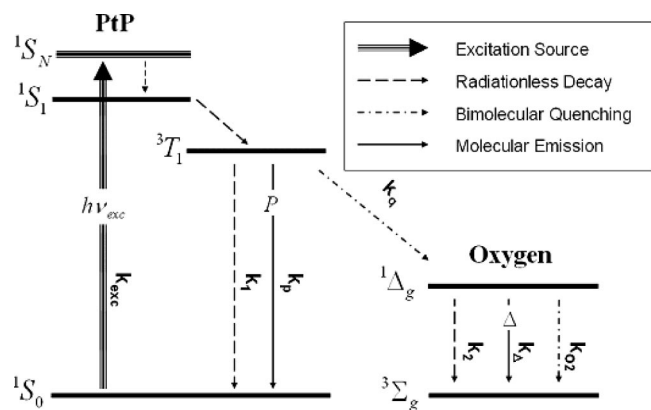 PtP
¹S_N
¹S₁
³T₁
hν_exc
k_exc
P
k₁
k_p
¹S₀
Excitation Source
Radiationless Decay
Bimolecular Quenching
Molecular Emission
k_q
Oxygen
¹Δ_g
Δ
k₂
k_Δ
k_O2
³Σ_g